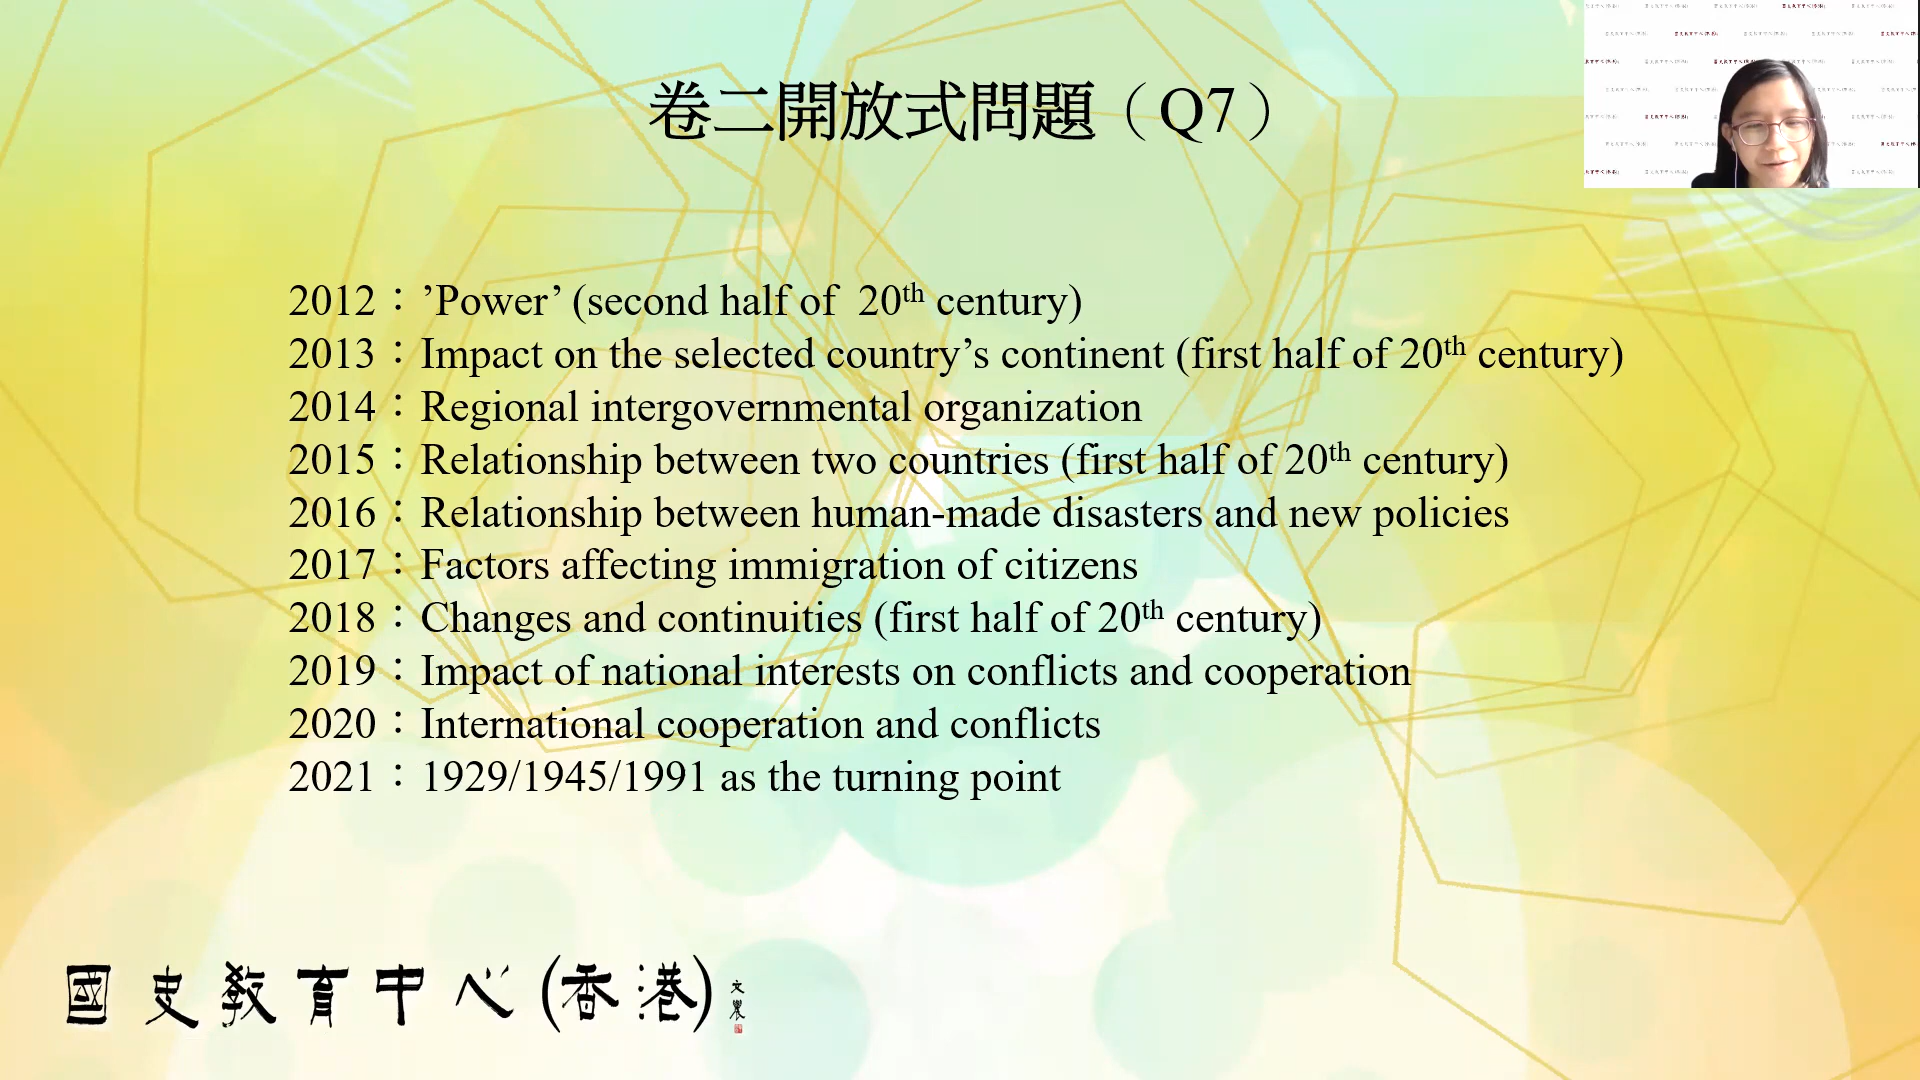 卷二開放式問題（Q7）
2012：’Power’ (second half of  20th century)
2013：Impact on the selected country’s continent (first half of 20th century)
2014：Regional intergovernmental organization
2015：Relationship between two countries (first half of 20th century)
2016：Relationship between human-made disasters and new policies
2017：Factors affecting immigration of citizens
2018：Changes and continuities (first half of 20th century)
2019：Impact of national interests on conflicts and cooperation
2020：International cooperation and conflicts
2021：1929/1945/1991 as the turning point
國史教育中心(香港)